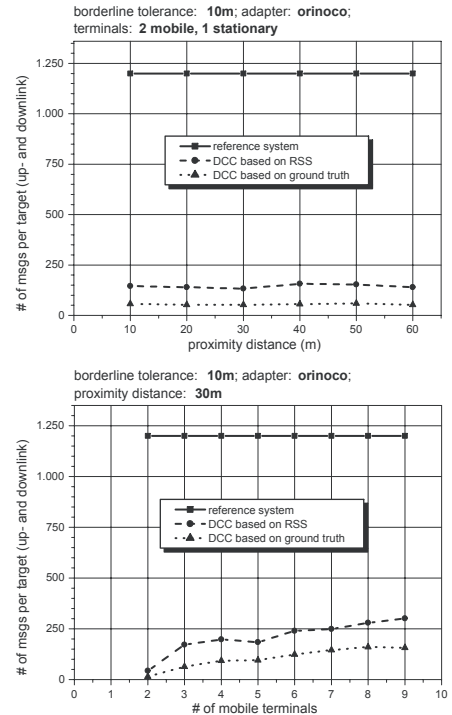 borderline tolerance: 10m; adapter: orinoco;
terminals: 2 mobile, 1 stationary
# of msgs per target (up- and downlink)
1.250
1.000
750
500
250
0
reference system
DCC based on RSS
DCC based on ground truth
0 10 20 30 40 50 60
proximity distance (m)
borderline tolerance: 10m; adapter: orinoco;
proximity distance: 30m
# of msgs per target (up- and downlink)
1.250
1.000
750
500
250
0
reference system
DCC based on RSS
DCC based on ground truth
0 1 2 3 4 5 6 7 8 9 10
# of mobile terminals